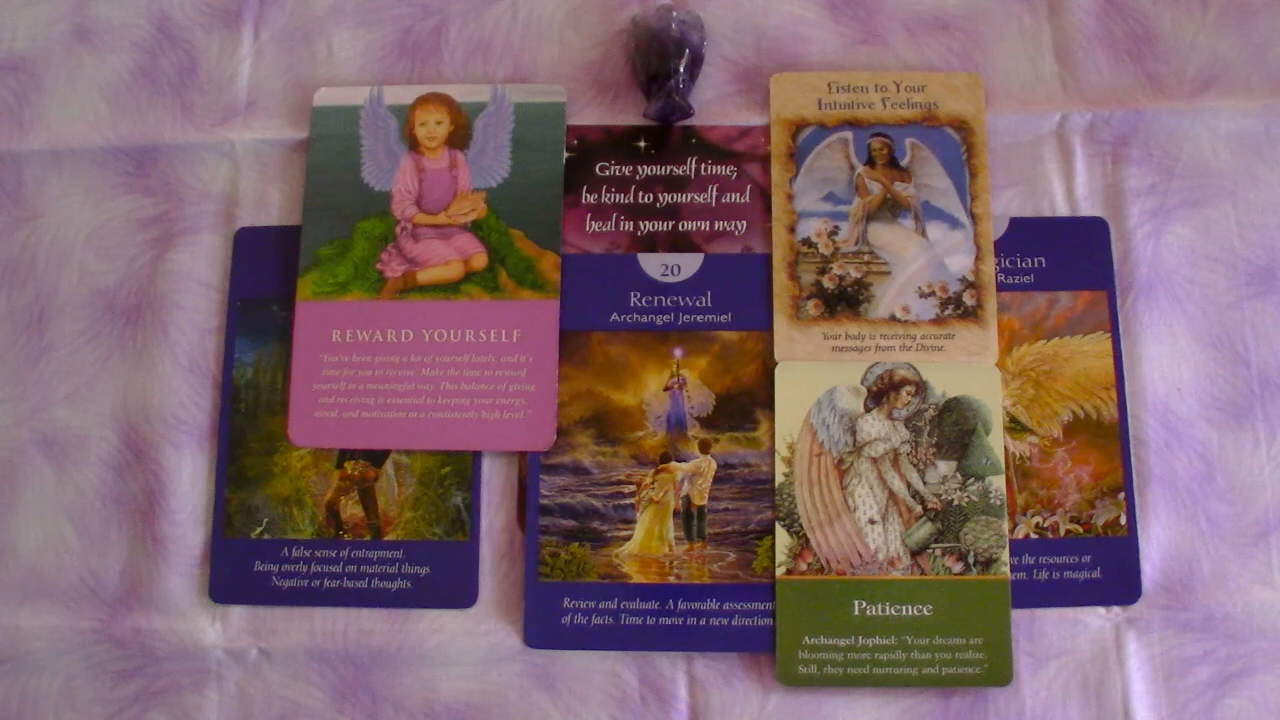 REWARD YOURSELF
"You've been giving a lot of yourself lately, and it's
time for you to receive. Make the time to reward
yourself in a meaningful way. This balance of giving
and receiving is essential to keeping your energy,
mood, and motivation at a consistently high level."
A false sense of entrapment.
Being overly focused on material things.
Negative or fear-based thoughts.
Give yourself time;
be kind to yourself and
heal in your own way
20
Renewal
Archangel Jeremiel
Review and evaluate. A favorable assessment
of the facts. Time to move in a new direction.
Listen to Your
Intuitive Feelings
Your body is receiving accurate
messages from the Divine.
Patience
Archangel Jophiel: "Your dreams are
blooming more rapidly than you realize.
Still, they need nurturing and patience."
gician
Raziel
ve the resources or
em. Life is magical.